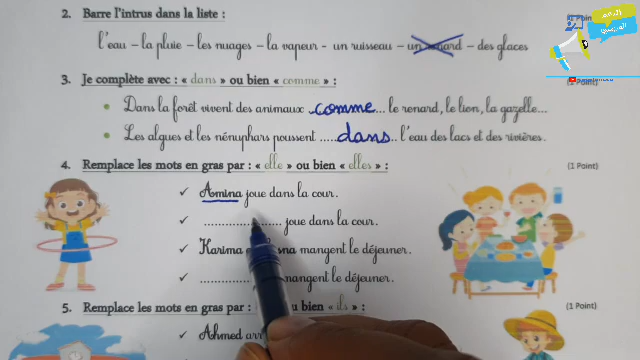 2. Barre l'intrus dans la liste :
l'eau – la pluie – les nuages – la vapeur - un ruisseau – un renard – des glaces
3. Je complète avec : « dans » ou bien « comme » :
• Dans la forêt vivent des animaux ..comme... le renard, le lion, la gazelle...
• Les algues et les nénuphars poussent .....dans.. l'eau des lacs et des rivières.
4. Remplace les mots en gras par : « elle » ou bien « elles » :
(1 Point)
✓ Amina joue dans la cour.
✓ ...................... joue dans la cour.
✓ Karima mangent le déjeuner.
✓ .............. mangent le déjeuner.
5. Remplace les mots en gras par : ou bien « ils » :
(1 Point)
✓ Ahmed